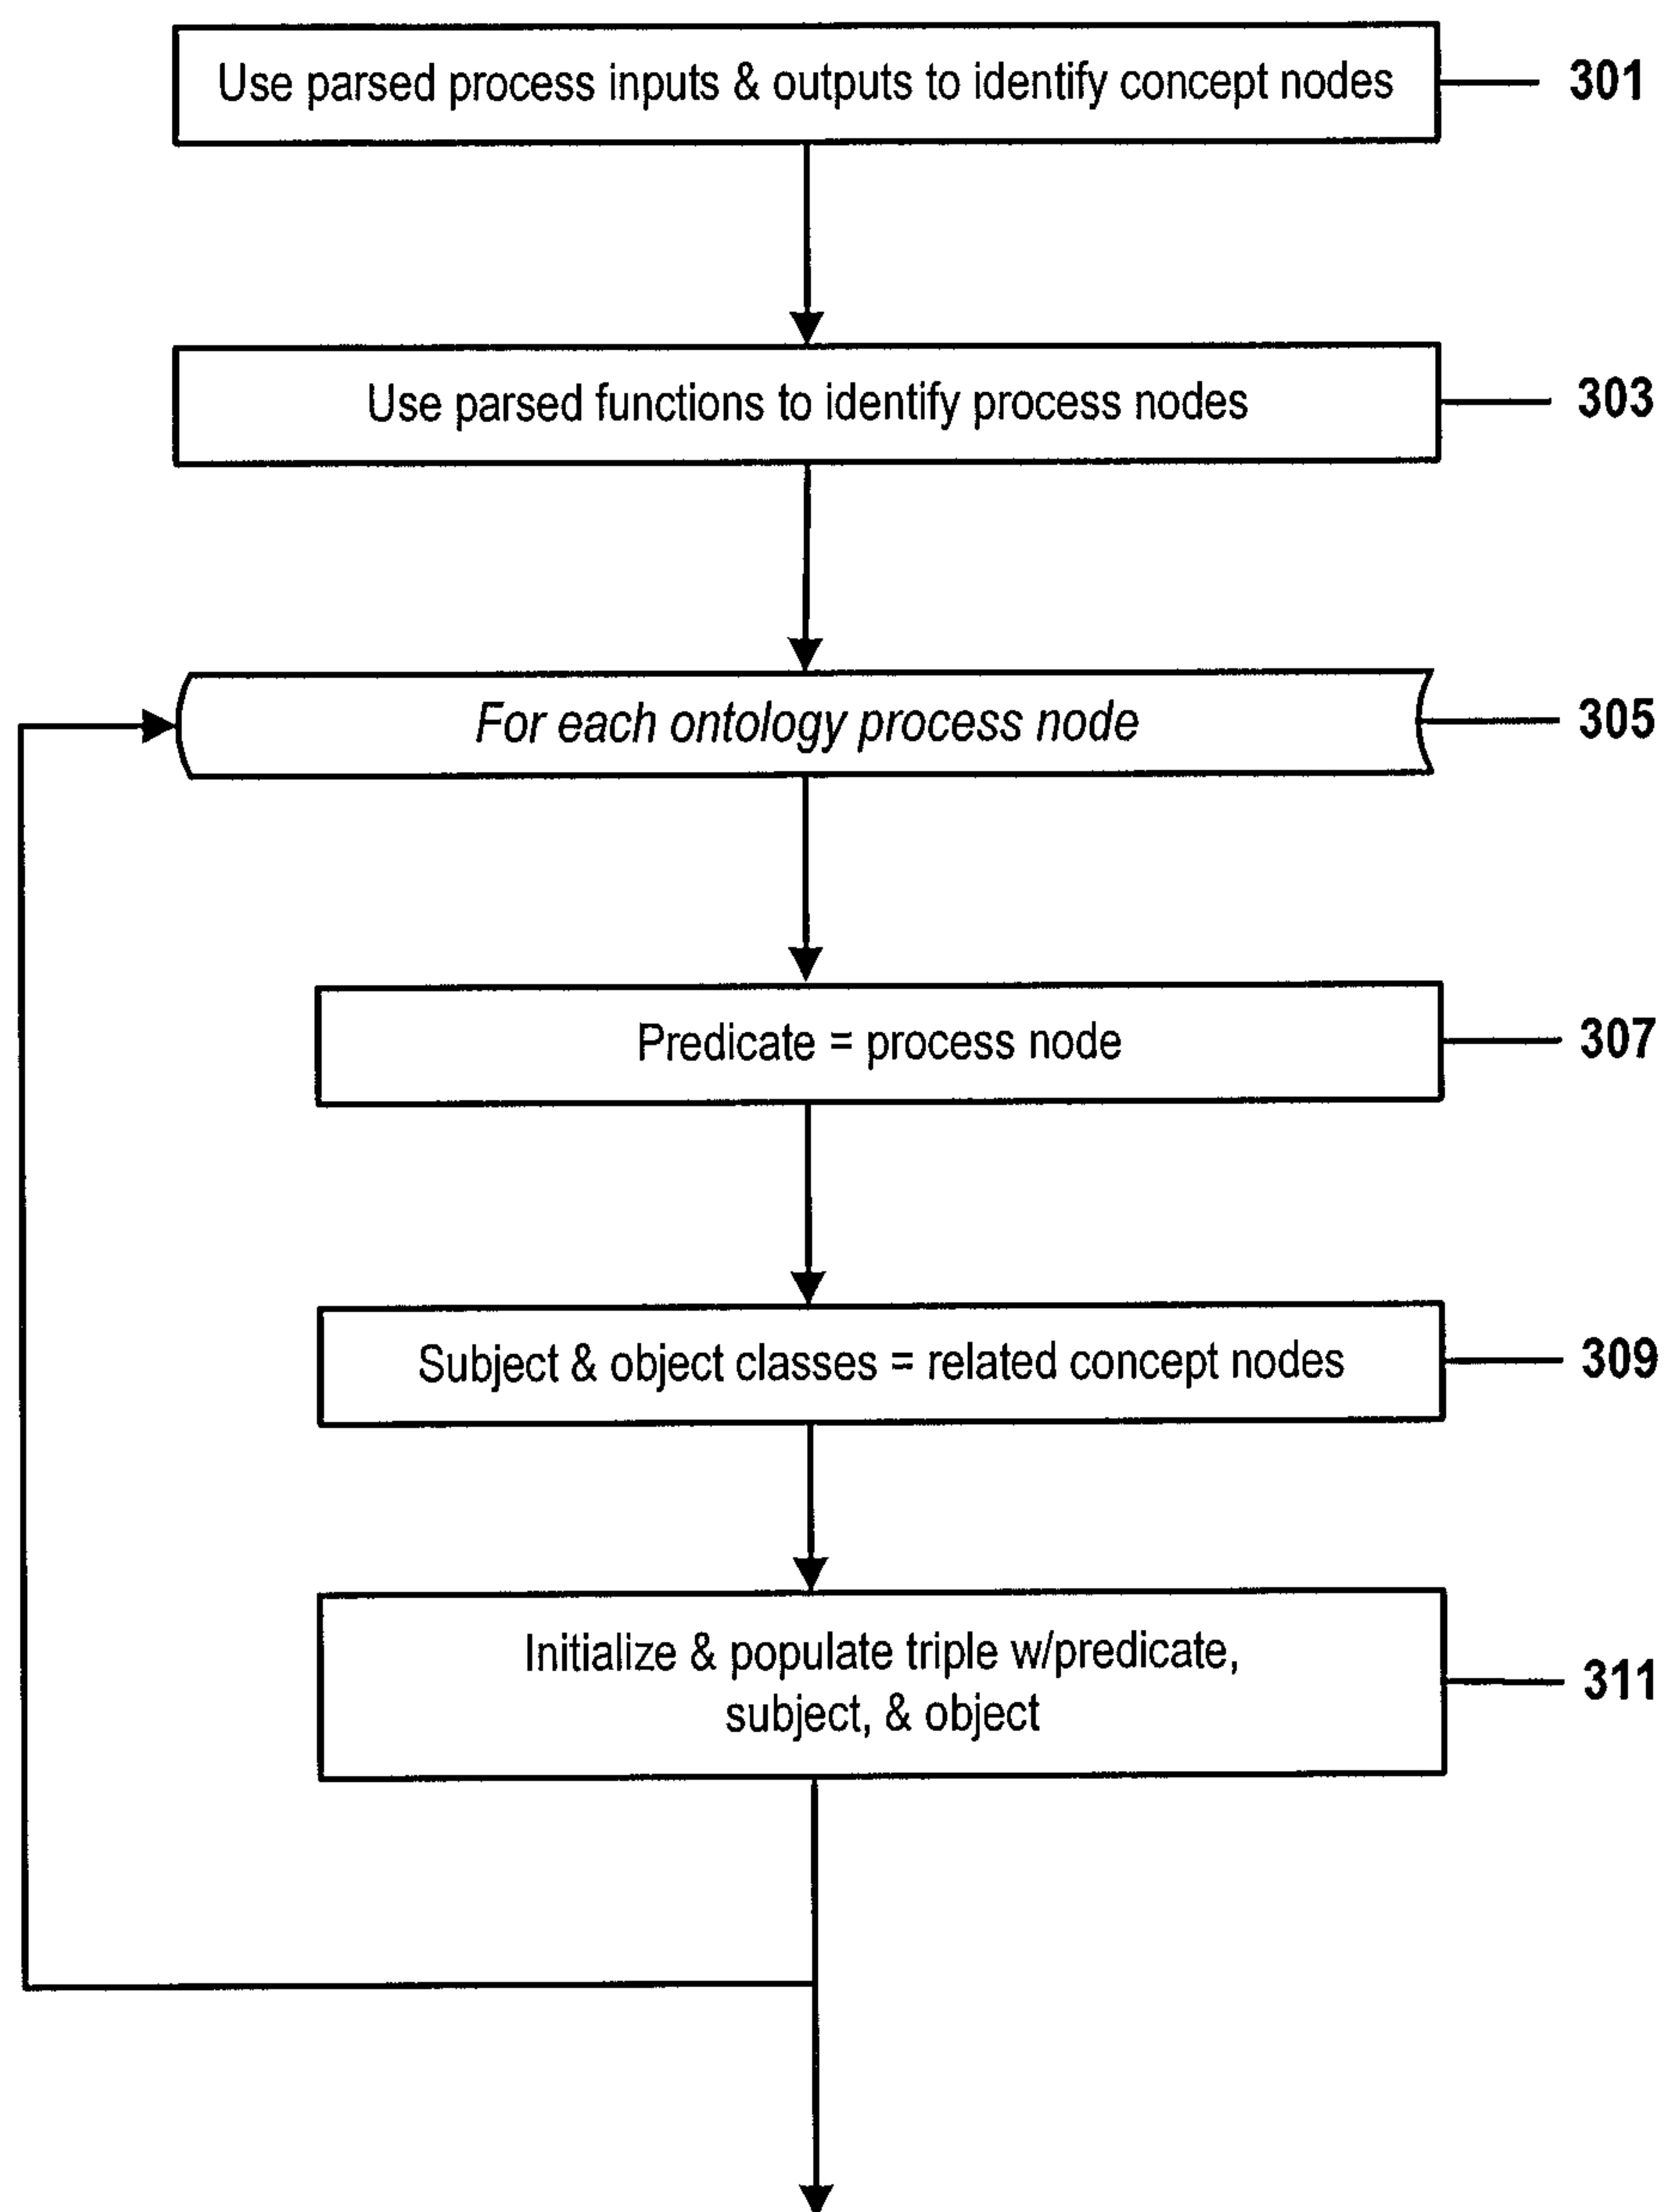 Use parsed process inputs & outputs to identify concept nodes
301
Use parsed functions to identify process nodes
303
For each ontology process node
305
Predicate = process node
307
Subject & object classes = related concept nodes
309
Initialize & populate triple w/predicate,
subject, & object
311